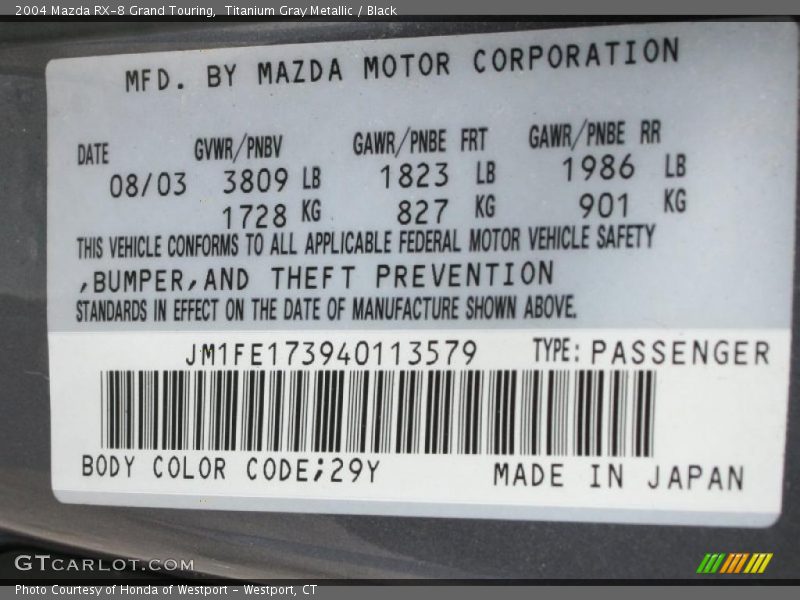 2004 Mazda RX-8 Grand Touring,  Titanium Gray Metallic / Black
MFD. BY MAZDA MOTOR CORPORATION
DATE GVWR/PNBV GAWR/PNBE FRT GAWR/PNBE RR
08/03 3809 LB 1823 LB 1986 LB
1728 KG 827 KG 901 KG
THIS VEHICLE CONFORMS TO ALL APPLICABLE FEDERAL MOTOR VEHICLE SAFETY
,BUMPER,AND THEFT PREVENTION
STANDARDS IN EFFECT ON THE DATE OF MANUFACTURE SHOWN ABOVE.
JM1FE173940113579 TYPE: PASSENGER
BODY COLOR CODE;29Y MADE IN JAPAN
GTCARLOT.COM
Photo Courtesy of Honda of Westport - Westport, CT